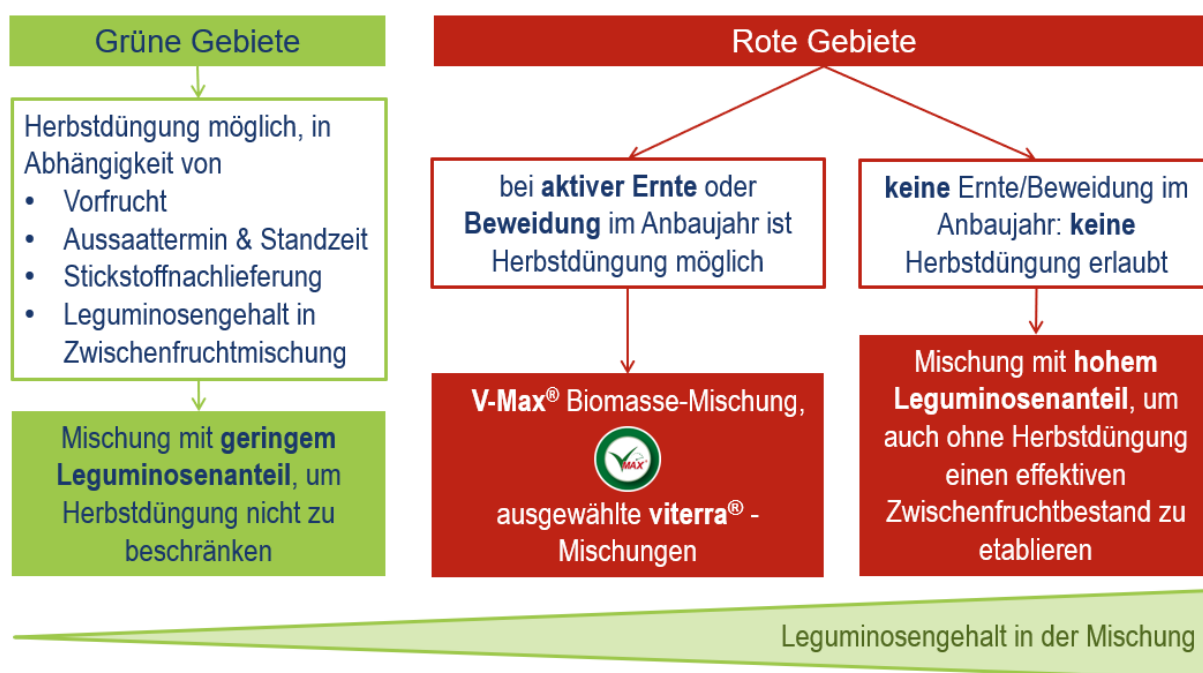 Grüne Gebiete
Herbstdüngung möglich, in
Abhängigkeit von
• Vorfrucht
• Aussaattermin & Standzeit
• Stickstoffnachlieferung
• Leguminosengehalt in
Zwischenfruchtmischung
Mischung mit geringem
Leguminosenanteil, um
Herbstdüngung nicht zu
beschränken
Rote Gebiete
bei aktiver Ernte oder
Beweidung im Anbaujahr ist
Herbstdüngung möglich
V-Max® Biomasse-Mischung,
VMAX
ausgewählte viterra® -
Mischungen
keine Ernte/Beweidung im
Anbaujahr: keine
Herbstdüngung erlaubt
Mischung mit hohem
Leguminosenanteil, um
auch ohne Herbstdüngung
einen effektiven
Zwischenfruchtbestand zu
etablieren
Leguminosengehalt in der Mischung